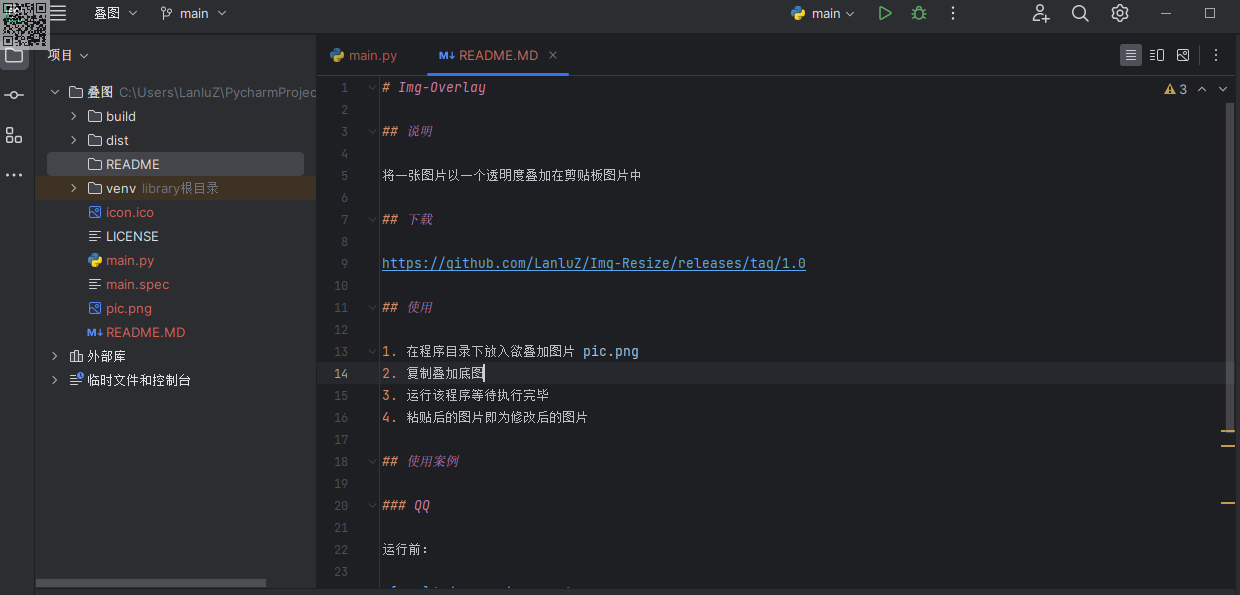 叠图 main main
项目
main.py README.MD
叠图 C:\Users\LanluZ\PycharmProjec
build
dist
README
venv library根目录
icon.ico
LICENSE
main.py
main.spec
pic.png
README.MD
外部库
临时文件和控制台
3
1 # Img-Overlay
2
3 ## 说明
4
5 将一张图片以一个透明度叠加在剪贴板图片中
6
7 ## 下载
8
9 https://github.com/LanluZ/Img-Resize/releases/tag/1.0
10
11 ## 使用
12
13 1. 在程序目录下放入欲叠加图片 pic.png
14 2. 复制叠加底图
15 3. 运行该程序等待执行完毕
16 4. 粘贴后的图片即为修改后的图片
17
18 ## 使用案例
19
20 ### QQ
21
22 运行前:
23